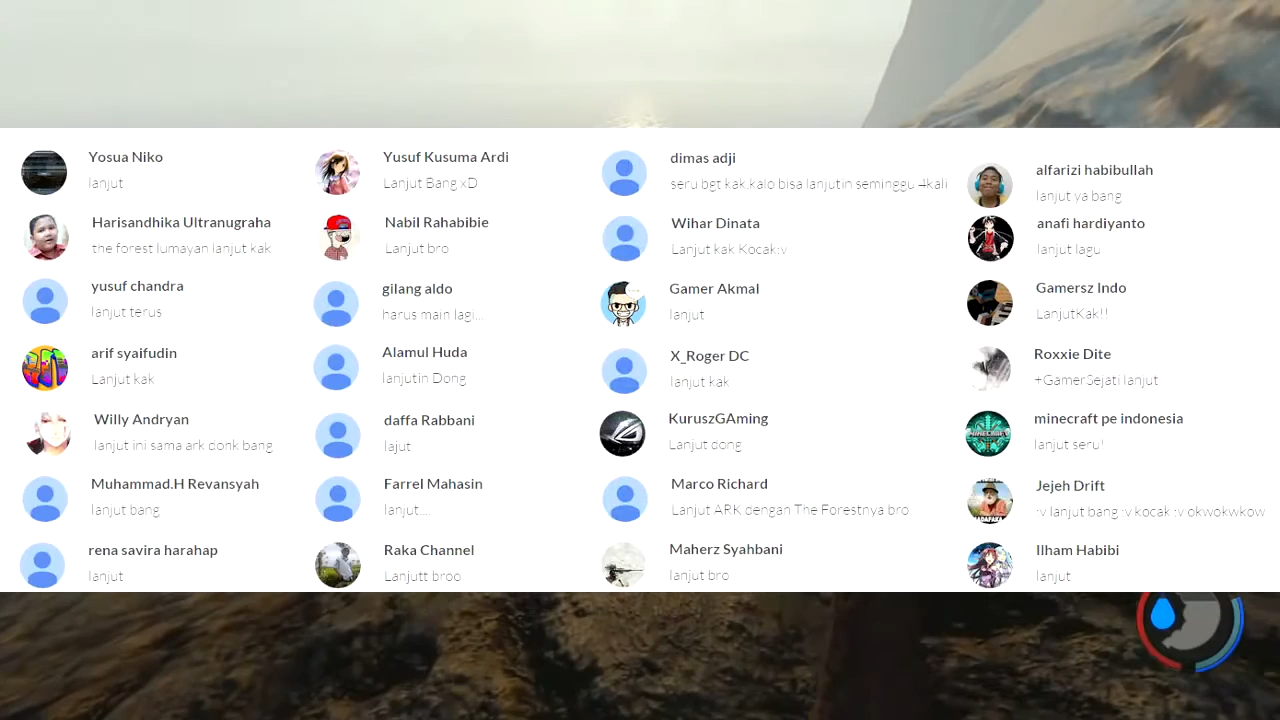 Yosua Niko
lanjut
Harisandhika Ultranugraha
the forest lumayan lanjut kak
yusuf chandra
lanjut terus
arif syaifudin
Lanjut kak
Willy Andryan
lanjut ini sama ark donk bang
Muhammad.H Revansyah
lanjut bang
rena savira harahap
lanjut
Yusuf Kusuma Ardi
Lanjut Bang xD
Nabil Rahabibie
Lanjut bro
gilang aldo
harus main lagi...
Alamul Huda
lanjutin Dong
daffa Rabbani
lajut
Farrel Mahasin
lanjut....
Raka Channel
Lanjutt broo
dimas adji
seru bgt kak.kalo bisa lanjutin seminggu 4kali
Wihar Dinata
Lanjut kak Kocak:v
Gamer Akmal
lanjut
X_Roger DC
lanjut kak
KuruszGAming
Lanjut dong
Marco Richard
Lanjut ARK dengan The Forestnya bro
Maherz Syahbani
lanjut bro
alfarizi habibullah
lanjut ya bang
anafi hardiyanto
lanjut lagu
Gamersz Indo
LanjutKak!!
Roxxie Dite
+GamerSejati lanjut
minecraft pe indonesia
lanjut seru!
Jejeh Drift
:v lanjut bang :v kocak :v okwokwkow
Ilham Habibi
lanjut